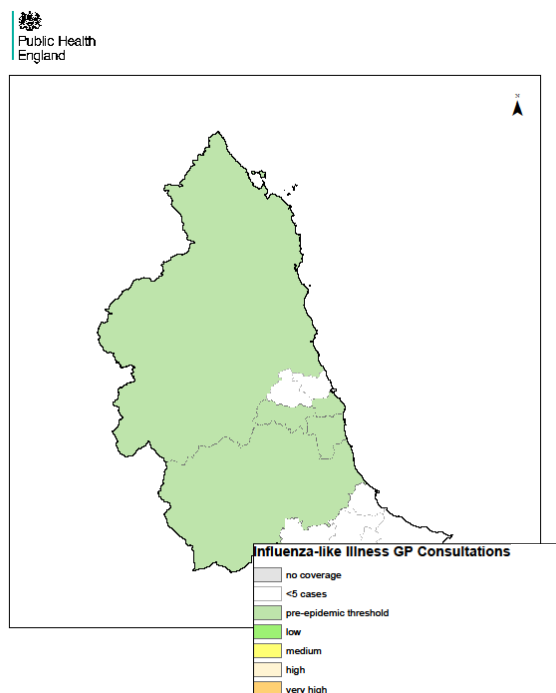 Public Health
England
N
Influenza-like Illness GP Consultations
no coverage
<5 cases
pre-epidemic threshold
low
medium
high
very high